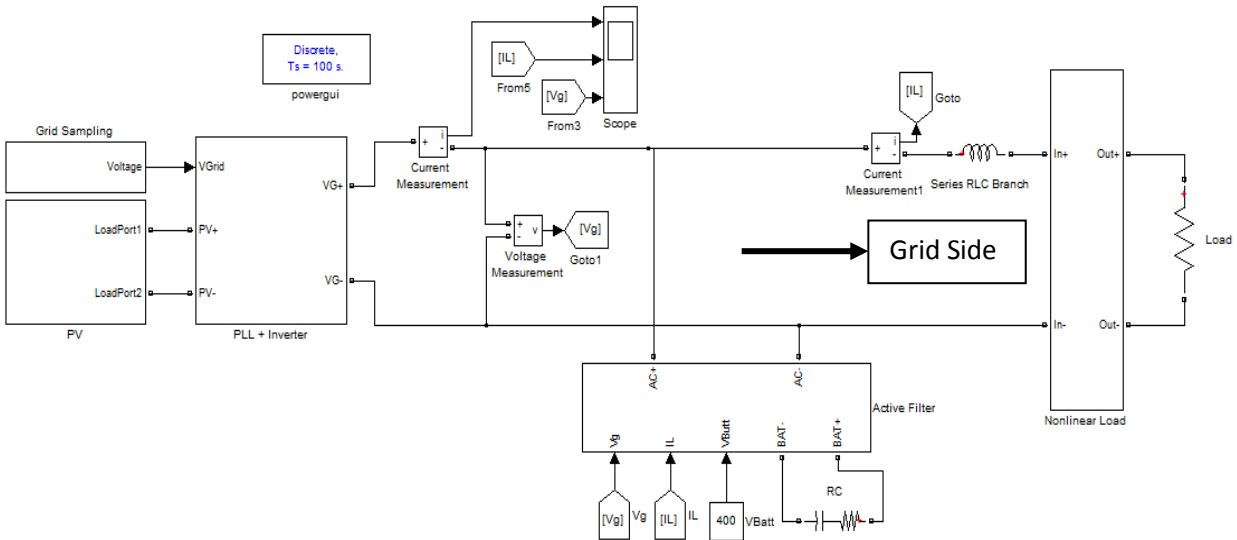 Discrete,
Ts = 100 s.
powergui
[IL]
From5
[Vg]
From3
Scope
[IL]
Goto
Grid Sampling
Voltage
VGrid
VG+
LoadPort1
PV+
LoadPort2
PV-
VG-
PV
PLL + Inverter
+
i
-
Current
Measurement
+
-
v
Voltage
Measurement
[Vg]
Goto1
+
i
-
Current
Measurement1
Series RLC Branch
In+
Out+
Load
In-
Out-
Nonlinear Load
Grid Side
AC+
AC-
Active Filter
Vg
IL
VButt
BAT-
BAT+
[Vg]
Vg
[IL]
IL
400
VBatt
RC